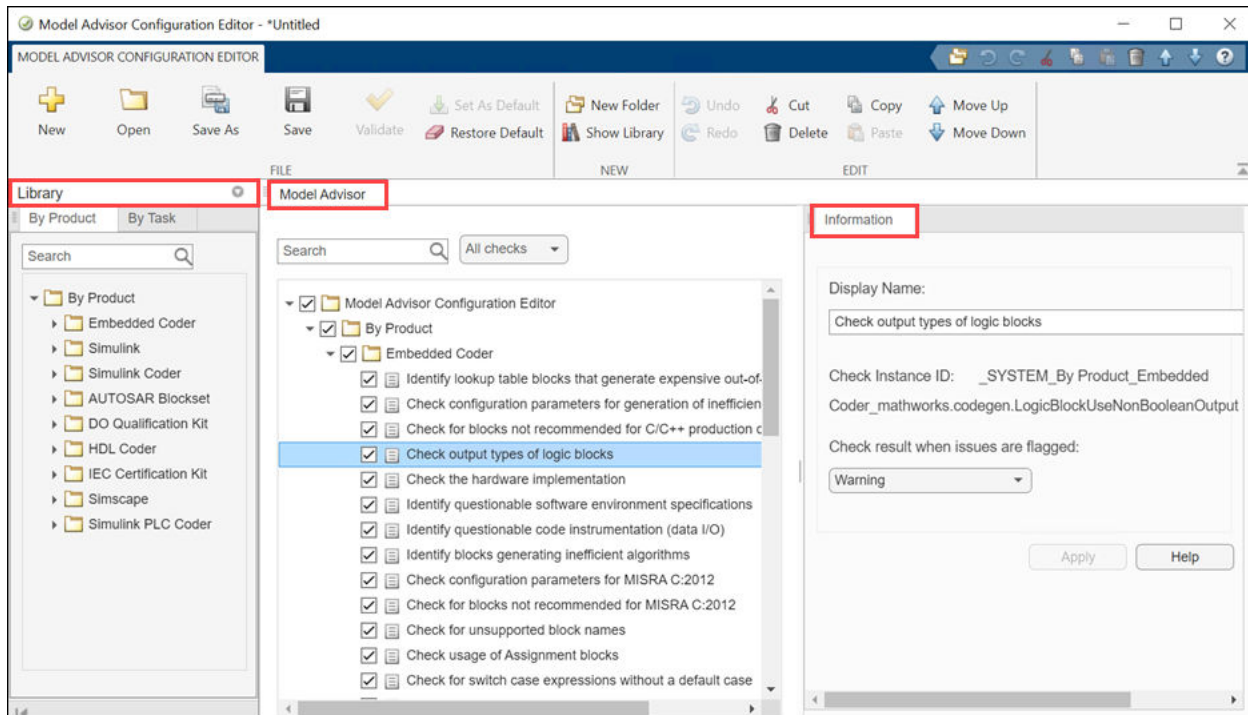 Model Advisor Configuration Editor - *Untitled
MODEL ADVISOR CONFIGURATION EDITOR
New
Open
Save As
Save
Validate
Set As Default
Restore Default
New Folder
Show Library
Undo
Redo
Cut
Delete
Copy
Paste
Move Up
Move Down
FILE
NEW
EDIT
Library
By Product
By Task
Search
By Product
Embedded Coder
Simulink
Simulink Coder
AUTOSAR Blockset
DO Qualification Kit
HDL Coder
IEC Certification Kit
Simscape
Simulink PLC Coder
Model Advisor
Search
All checks
Model Advisor Configuration Editor
By Product
Embedded Coder
Identify lookup table blocks that generate expensive out-of-
Check configuration parameters for generation of inefficien
Check for blocks not recommended for C/C++ production c
Check output types of logic blocks
Check the hardware implementation
Identify questionable software environment specifications
Identify questionable code instrumentation (data I/O)
Identify blocks generating inefficient algorithms
Check configuration parameters for MISRA C:2012
Check for blocks not recommended for MISRA C:2012
Check for unsupported block names
Check usage of Assignment blocks
Check for switch case expressions without a default case
Information
Display Name:
Check output types of logic blocks
Check Instance ID: _SYSTEM_By Product_Embedded
Coder_mathworks.codegen.LogicBlockUseNonBooleanOutput
Check result when issues are flagged:
Warning
Apply
Help